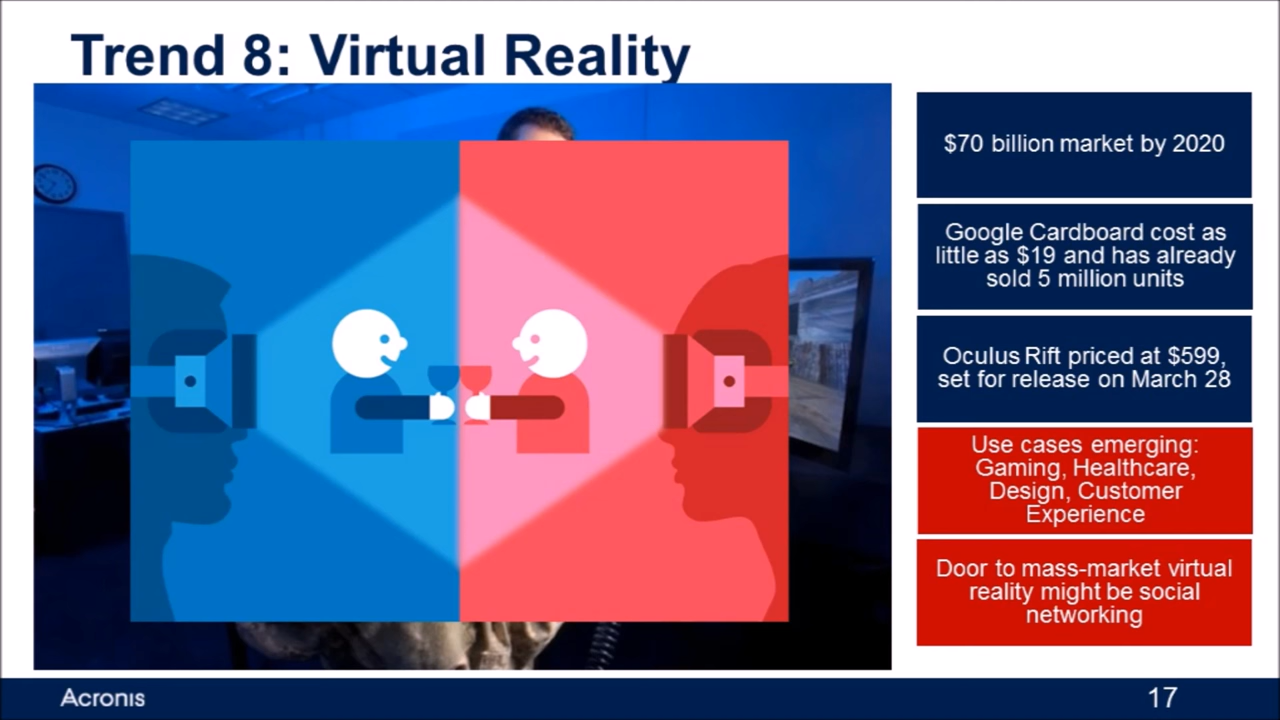 Trend 8: Virtual Reality
$70 billion market by 2020
Google Cardboard cost as
little as $19 and has already
sold 5 million units
Oculus Rift priced at $599,
set for release on March 28
Use cases emerging:
Gaming, Healthcare,
Design, Customer
Experience
Door to mass-market virtual
reality might be social
networking
Acronis
17